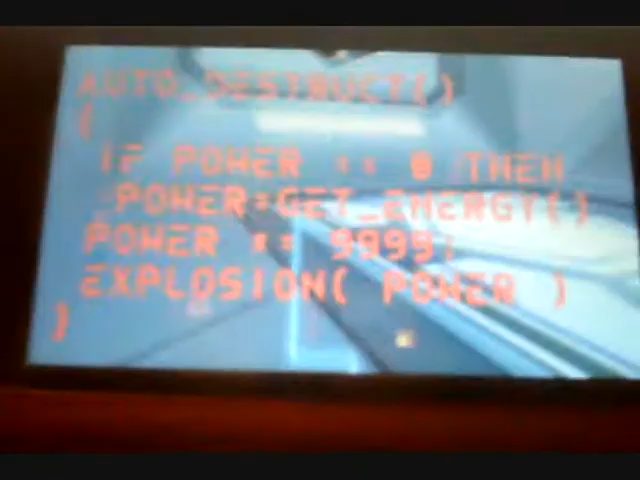 AUTO_DESTRUCT()
{
IF POWER == 0 THEN
POWER=GET_ENERGY()
POWER *= 9999;
EXPLOSION( POWER )
}